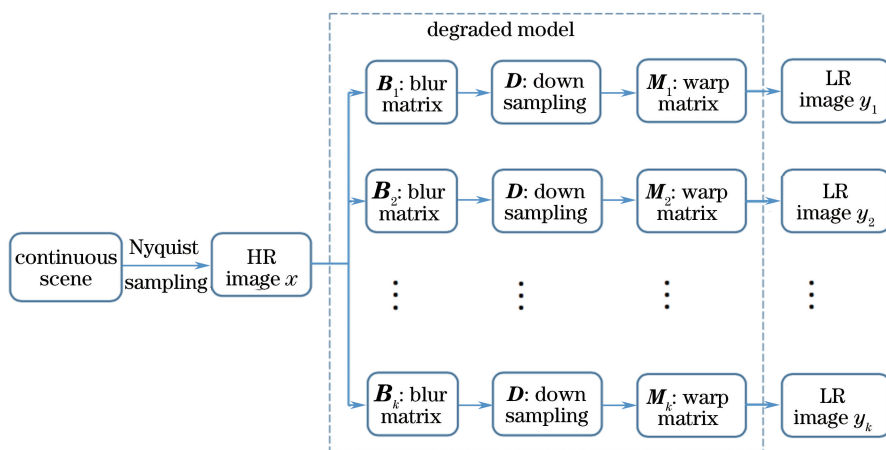 degraded model
B1: blur
matrix
D: down
sampling
M1: warp
matrix
LR
image y1
B2: blur
matrix
D: down
sampling
M2: warp
matrix
LR
image y2
continuous
scene
Nyquist
sampling
HR
image x
Bk: blur
matrix
D: down
sampling
Mk: warp
matrix
LR
image yk